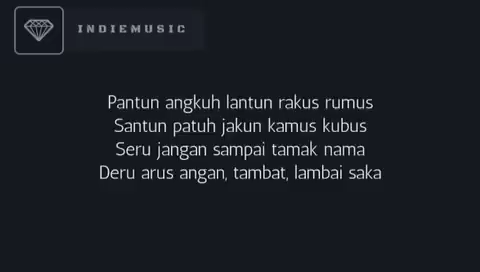 INDIEMUSIC
Pantun angkuh lantun rakus rumus
Santun patuh jakun kamus kubus
Seru jangan sampai tamak nama
Deru arus angan, tambat, lambai saka